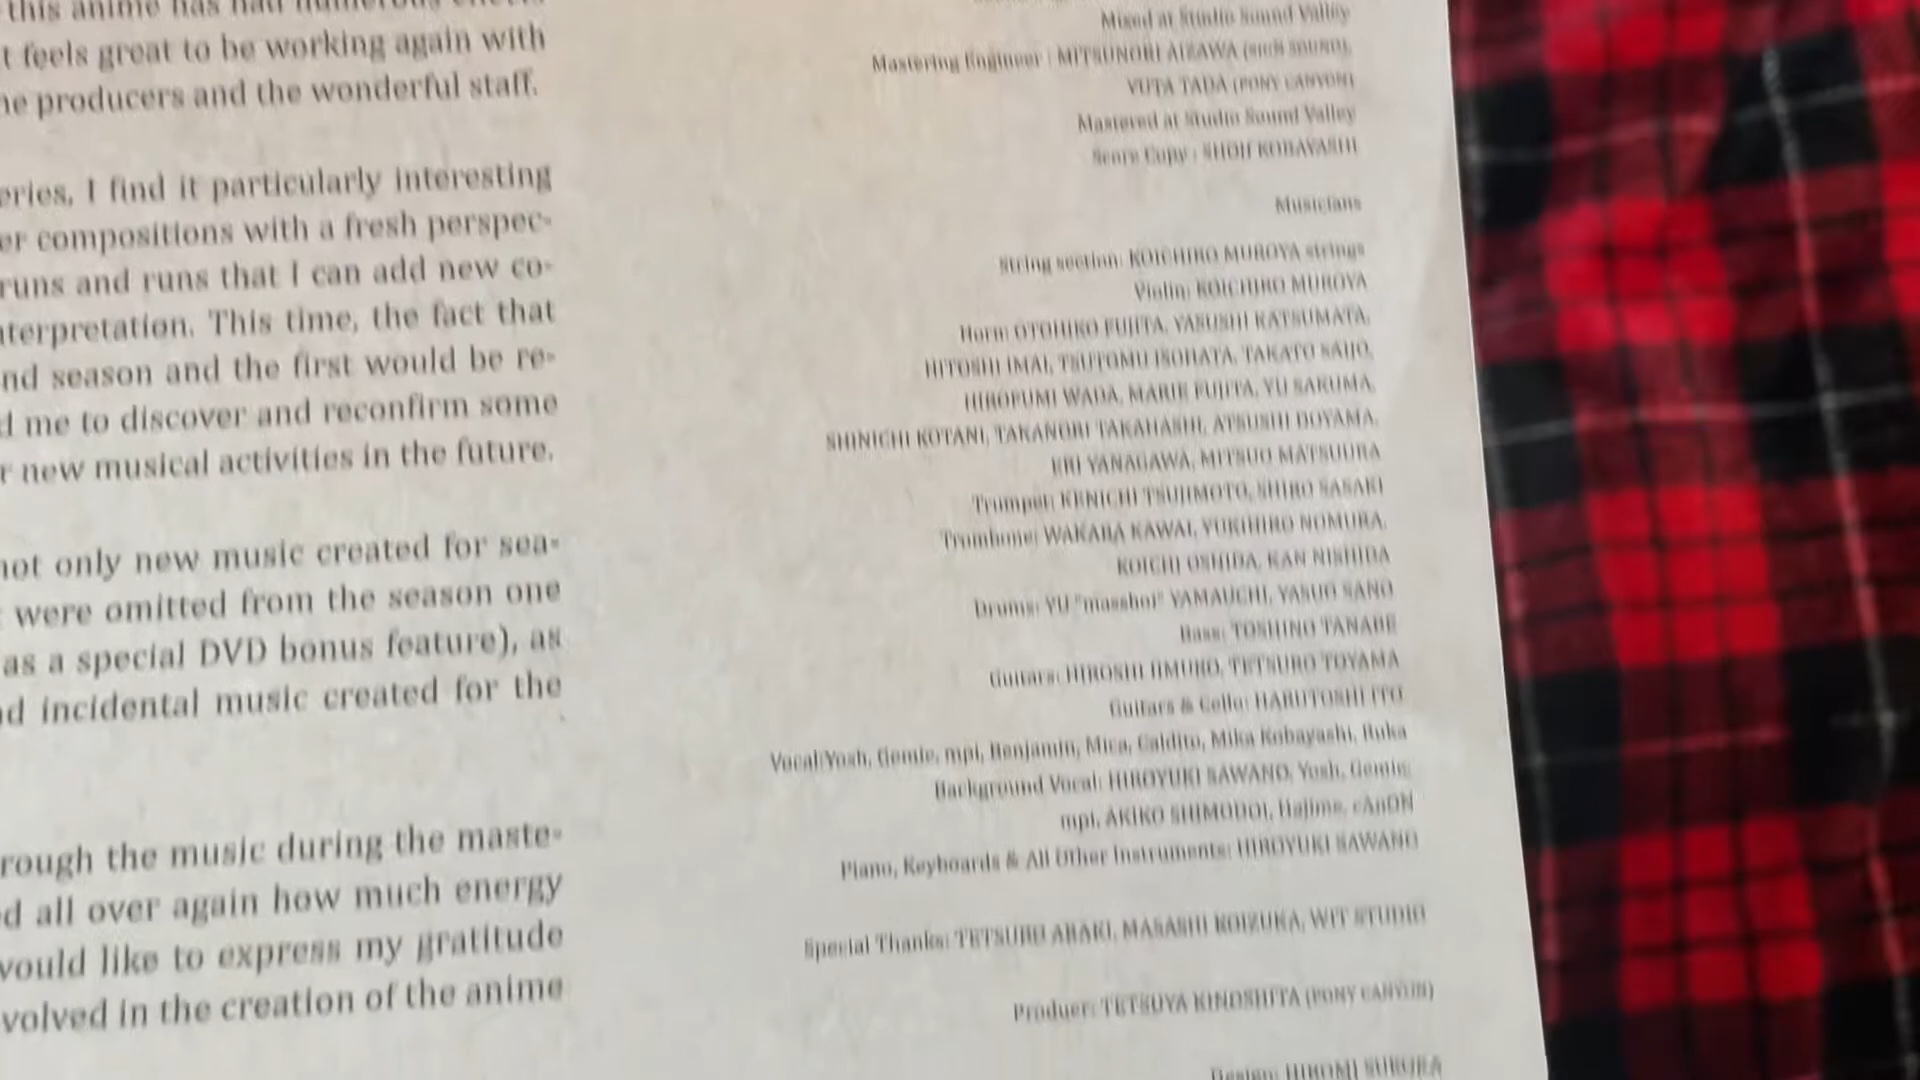 this anime has had numerous
t feels great to be working again with
ne producers and the wonderful staff.
eries, I find it particularly interesting
er compositions with a fresh perspec-
runs and runs that I can add new co-
nterpretation. This time, the fact that
nd season and the first would be re-
d me to discover and reconfirm some
r new musical activities in the future.
not only new music created for sea-
were omitted from the season one
as a special DVD bonus feature), as
nd incidental music created for the
rough the music during the maste-
d all over again how much energy
would like to express my gratitude
volved in the creation of the anime
Mixed at Studio Sound Valley
Mastering Engineer : MITSUNORI AIZAWA
YUTA TADA (PONY CANYON)
Mastered at Studio Sound Valley
Score Copy : SHOJI KOBAYASHI
Musicians
String section: KOICHIRO MUROYA strings
Violin: KOICHIRO MUROYA
Horn: OTOHIKO FUJITA, YASUSHI KATSUMATA,
HITOSHI IMAI, TSUTOMU ISOHATA, TAKATO SAIJO,
HIROFUMI WADA, MARIE FUJITA, YU SAKUMA,
SHINICHI KOTANI, TAKANORI TAKAHASHI, ATSUSHI DOYAMA,
ERI YANAGAWA, MITSUO MATSUURA
Trumpet: KENICHI TSUJIMOTO, SHIRO SASAKI
Trombone: WAKABA KAWAI, YUKIHIRO NOMURA,
KOICHI OSHIDA, KAN NISHIDA
Drums: YU "masshoi" YAMAUCHI, YASUO SANO
Bass: TOSHINO TANABE
Guitars: HIROSHI IIMURO, TETSURO TOYAMA
Guitars & Cello: HARUTOSHI ITO
Vocal:Yosh, Gemie, mpi, Benjamin, Mica, Caldito, Mika Kobayashi, Ruka
Background Vocal: HIROYUKI SAWANO, Yosh, Gemie,
mpi, AKIKO SHIMODOI, Hajime, cAnON
Piano, Keyboards & All Other Instruments: HIROYUKI SAWANO
Special Thanks: TETSURO ARAKI, MASASHI KOIZUKA, WIT STUDIO
Producer: TETSUYA KINOSHITA (PONY CANYON)
Design: HIROMI